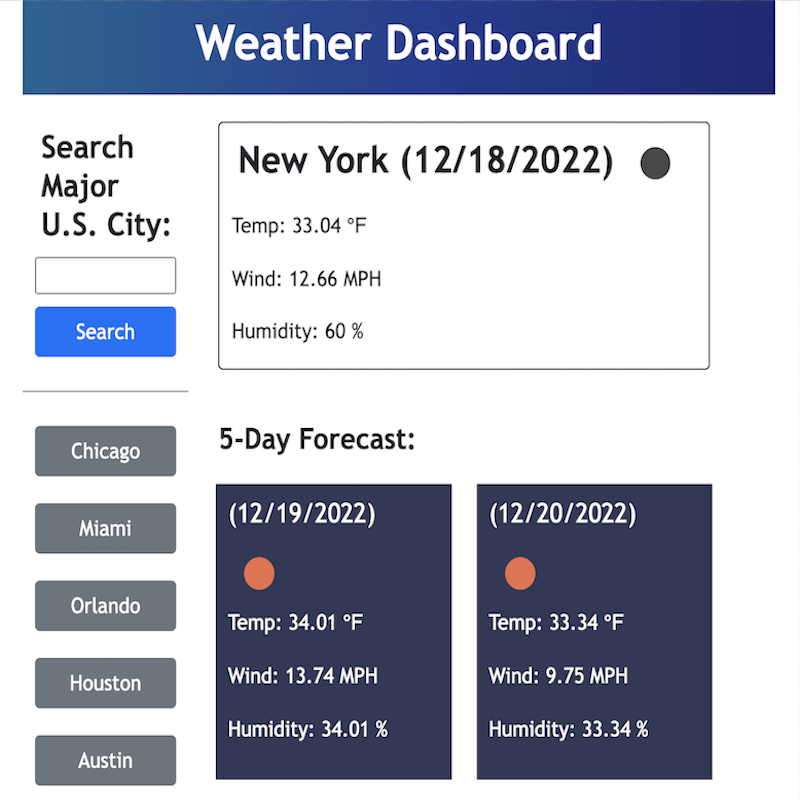 Weather Dashboard
Search
Major
U.S. City:
Search
Chicago
Miami
Orlando
Houston
Austin
New York (12/18/2022)
Temp: 33.04 °F
Wind: 12.66 MPH
Humidity: 60 %
5-Day Forecast:
(12/19/2022)
Temp: 34.01 °F
Wind: 13.74 MPH
Humidity: 34.01 %
(12/20/2022)
Temp: 33.34 °F
Wind: 9.75 MPH
Humidity: 33.34 %